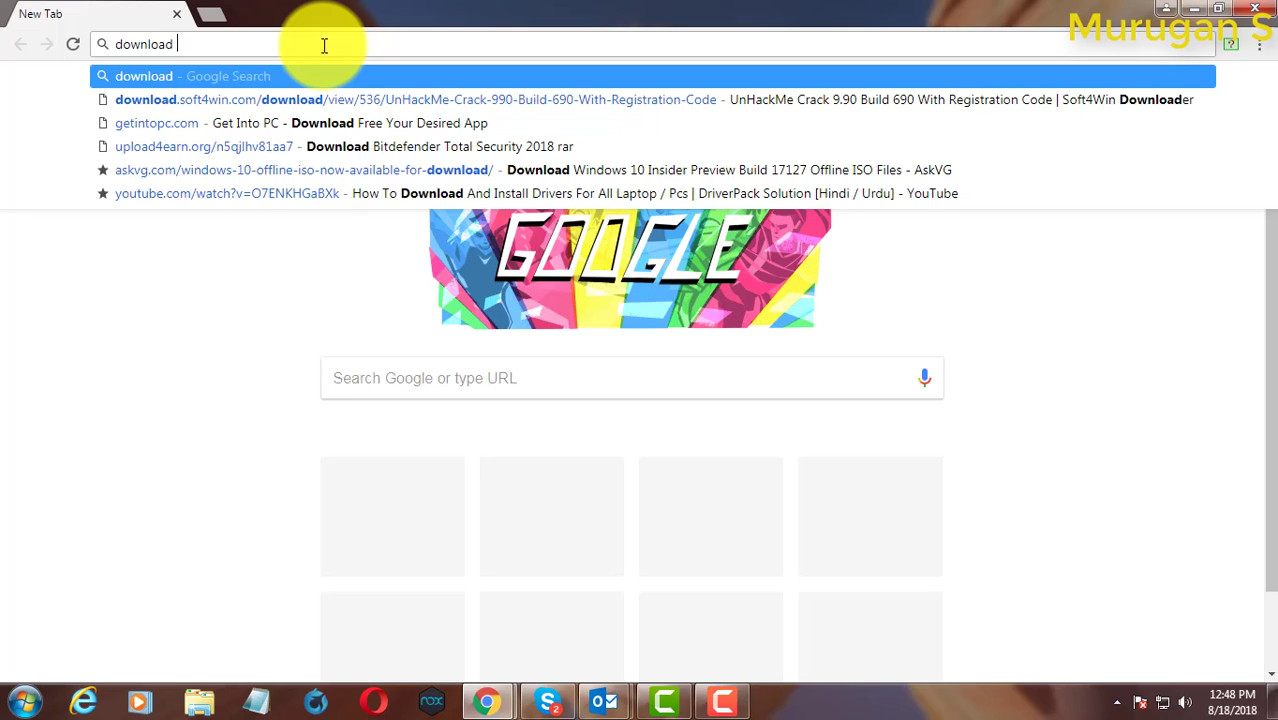 New Tab
Murugan S
download
download - Google Search
download.soft4win.com/download/view/536/UnHackMe-Crack-990-Build-690-With-Registration-Code - UnHackMe Crack 9.90 Build 690 With Registration Code | Soft4Win Downloader
getintopc.com - Get Into PC - Download Free Your Desired App
upload4earn.org/n5qjlhv81aa7 - Download Bitdefender Total Security 2018 rar
askvg.com/windows-10-offline-iso-now-available-for-download/ - Download Windows 10 Insider Preview Build 17127 Offline ISO Files - AskVG
youtube.com/watch?v=O7ENKHGaBXk - How To Download And Install Drivers For All Laptop / Pcs | DriverPack Solution [Hindi / Urdu] - YouTube
GOOGLE
Search Google or type URL
nox
2
12:48 PM
8/18/2018